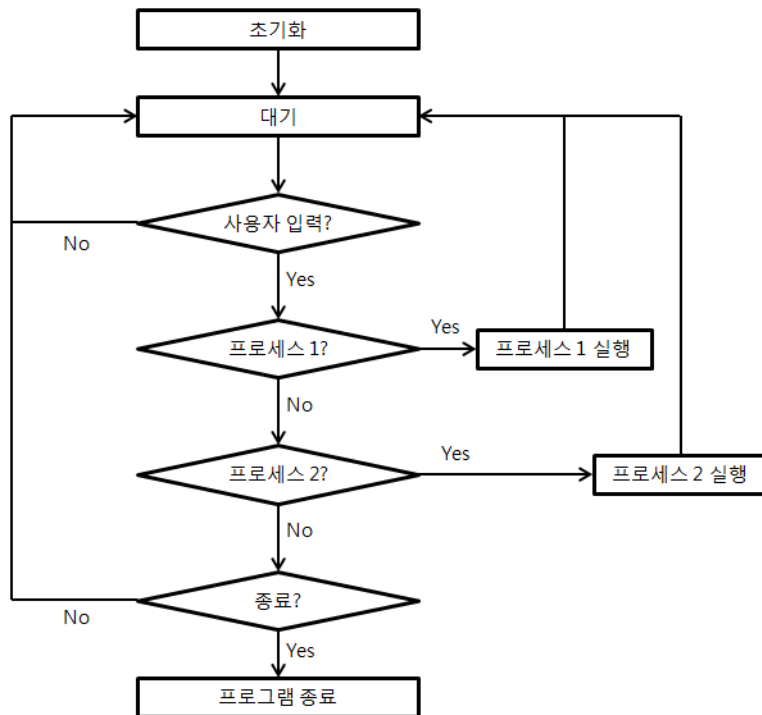 초기화
대기
사용자 입력?
No
Yes
프로세스 1?
Yes
프로세스 1 실행
No
프로세스 2?
Yes
프로세스 2 실행
No
종료?
No
Yes
프로그램 종료